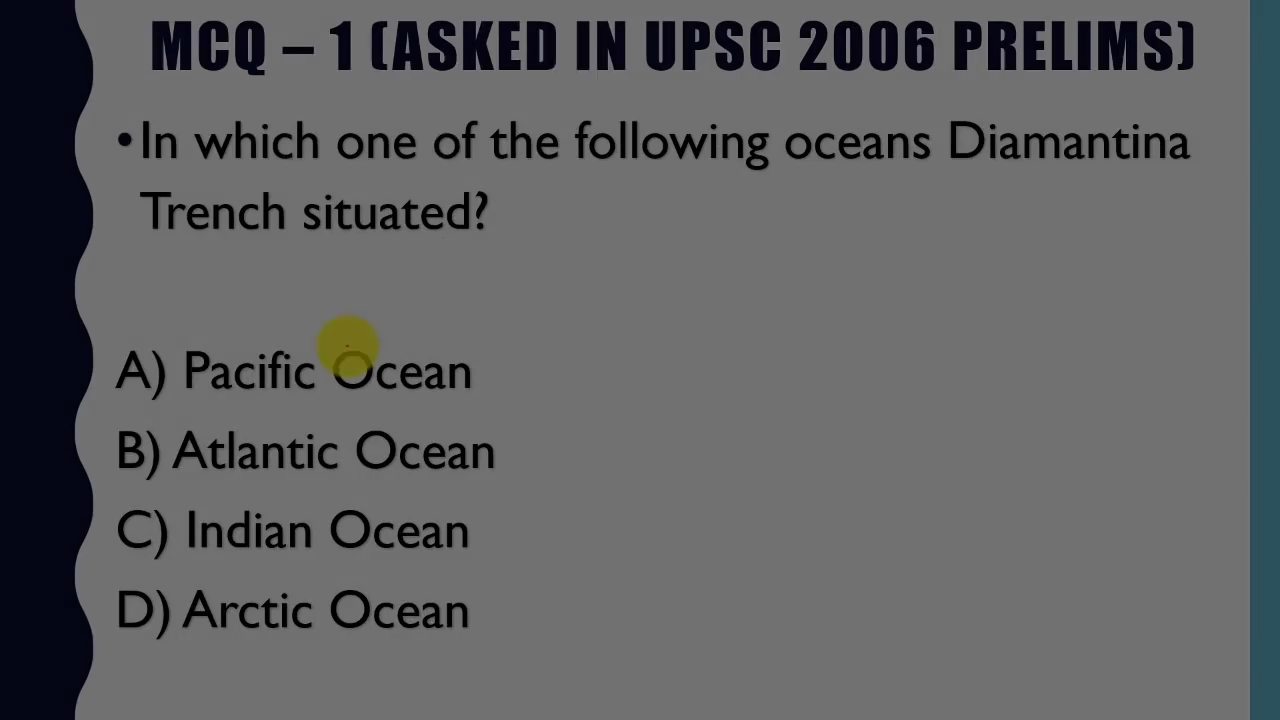 MCQ – 1 (ASKED IN UPSC 2006 PRELIMS)
• In which one of the following oceans Diamantina
Trench situated?
A) Pacific Ocean
B) Atlantic Ocean
C) Indian Ocean
D) Arctic Ocean